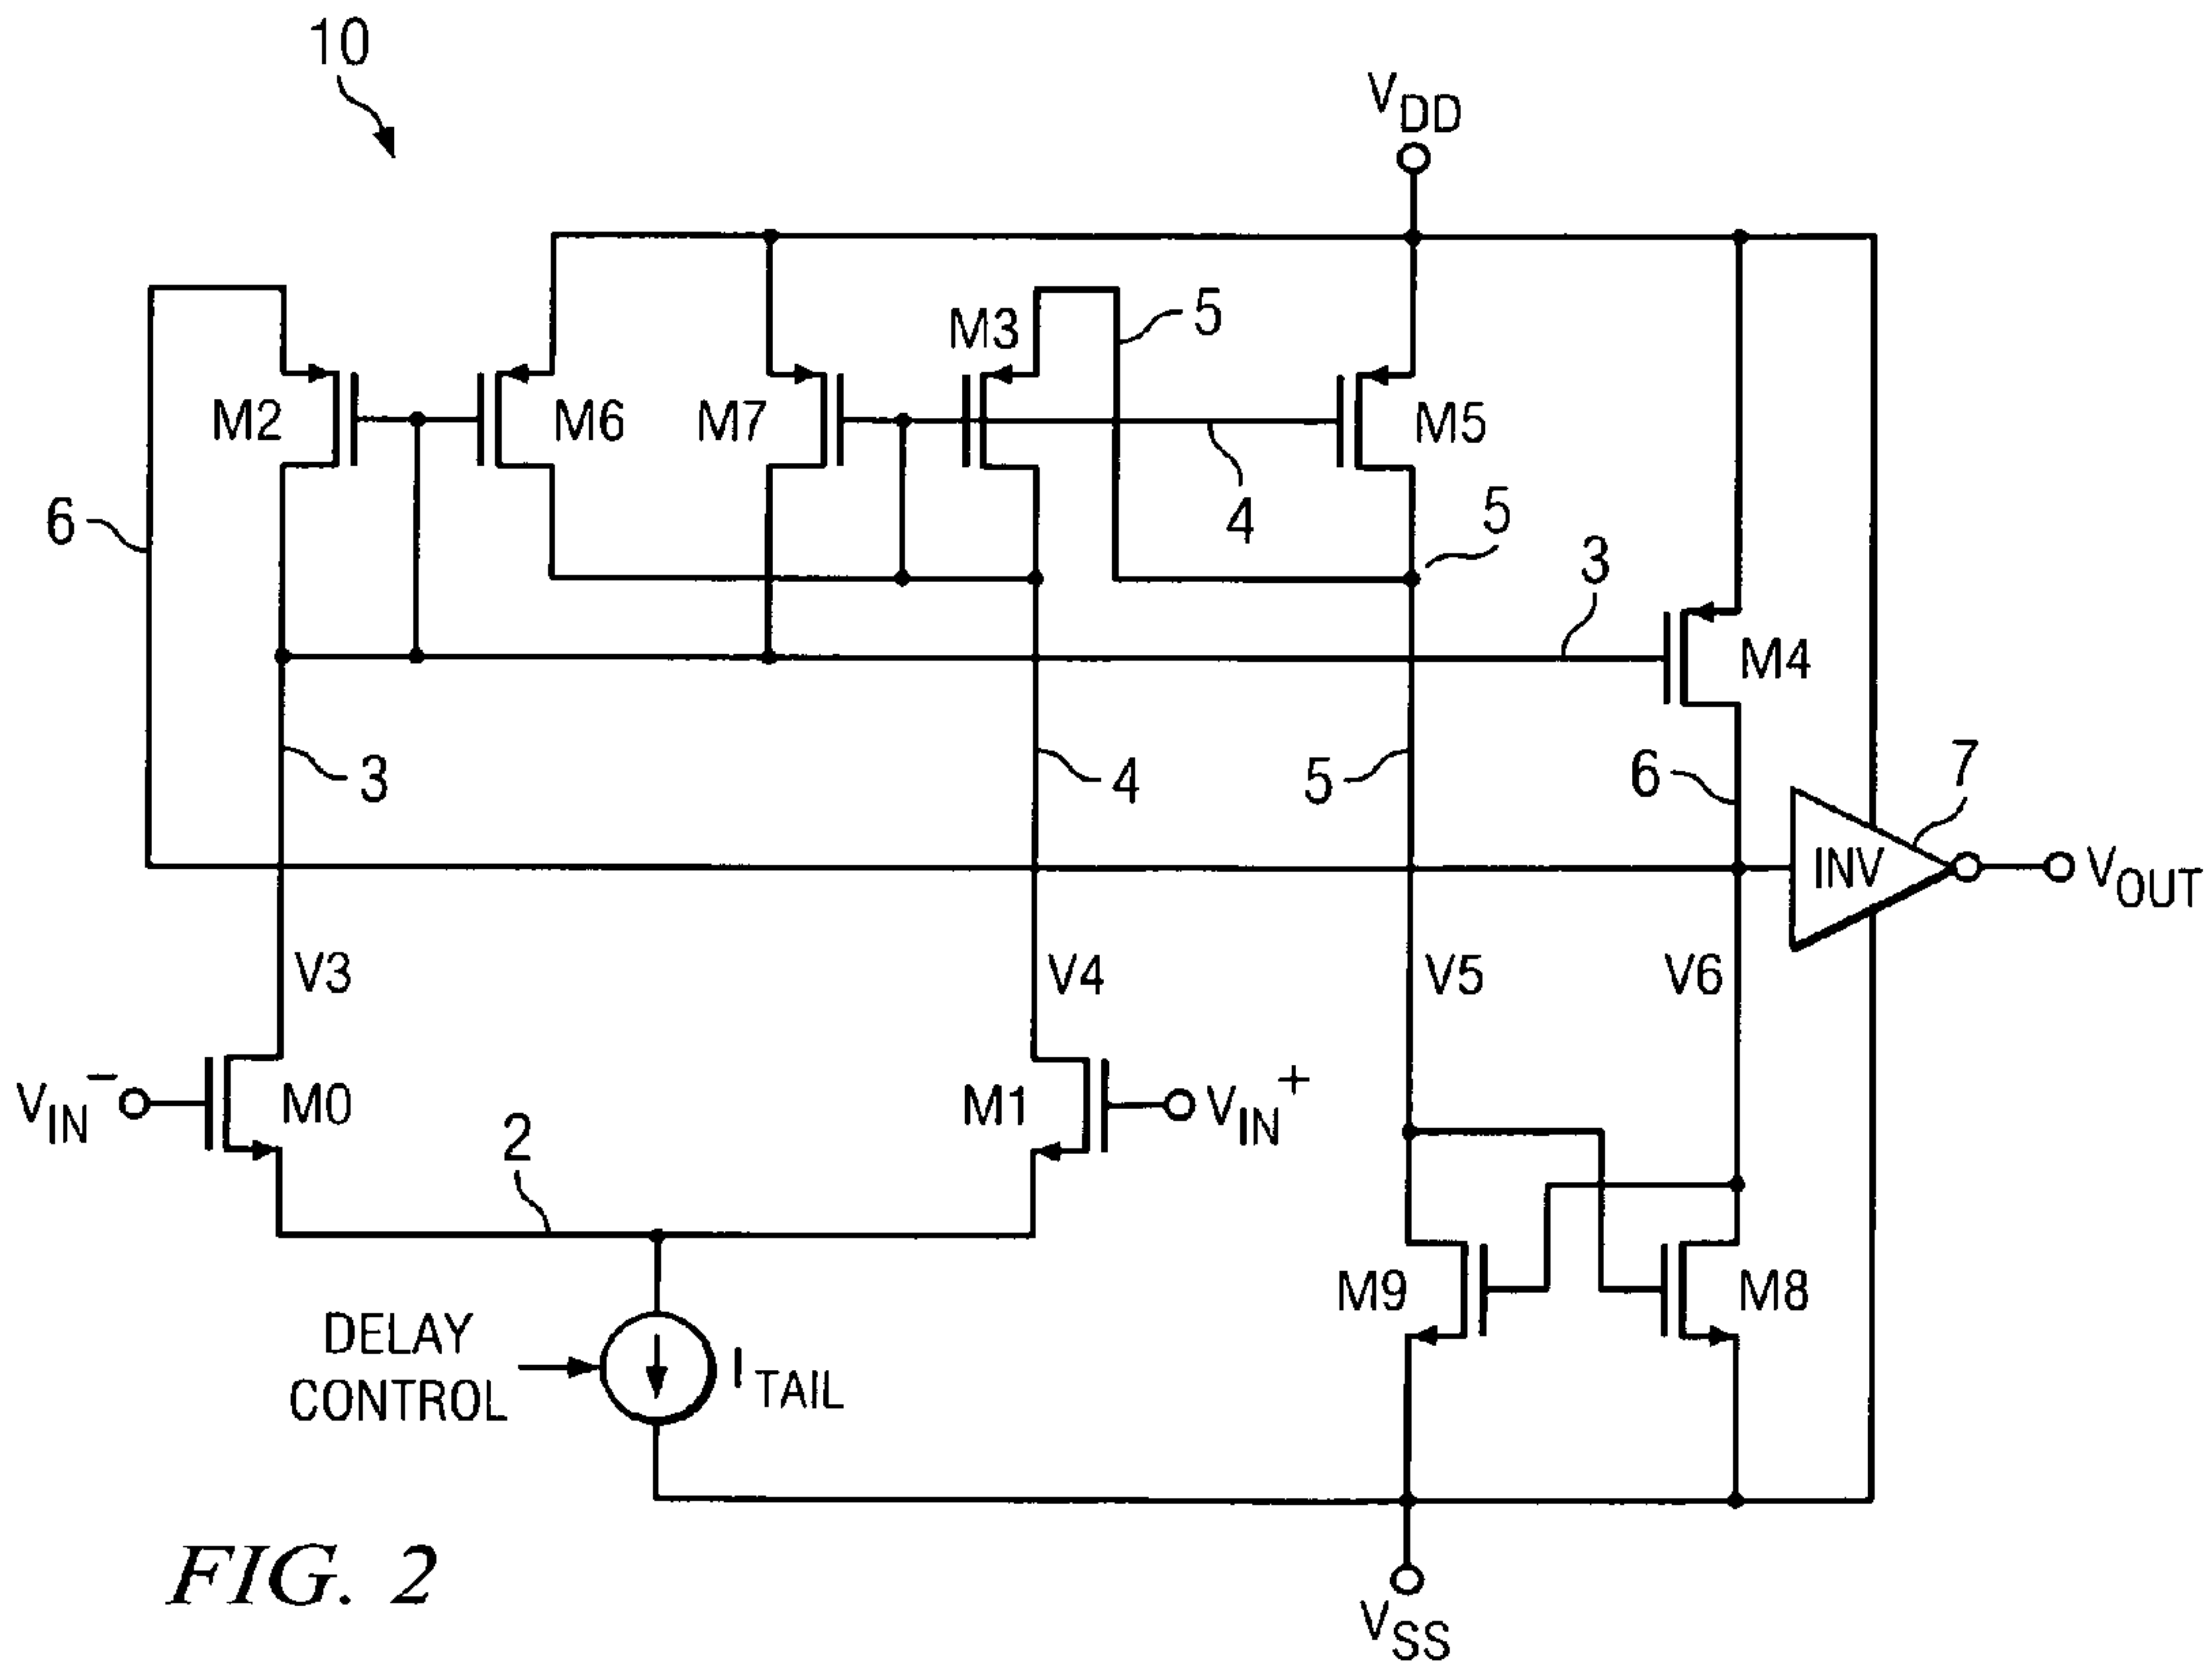 10
VDD
M3
5
M2
M6
M7
M5
6
4
5
3
M4
3
4
5
6
7
INV
VOUT
V3
V4
V5
V6
VIN−
M0
M1
VIN+
2
M9
M8
DELAY
CONTROL
ITAIL
FIG. 2
VSS